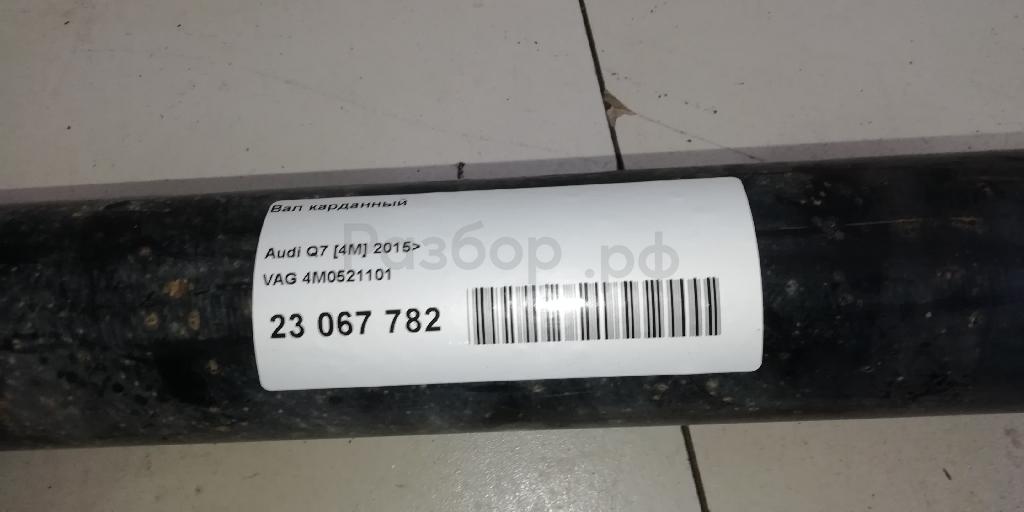 Вал карданный
Audi Q7 [4M] 2015>
VAG 4M0521101
23 067 782
Разбор.рф